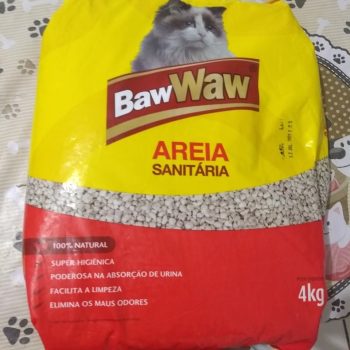 BawWaw
AREIA
SANITÁRIA
100% NATURAL
SUPER-HIGIÊNICA
PODEROSA NA ABSORÇÃO DE URINA
FACILITA A LIMPEZA
ELIMINA OS MAUS ODORES
4kg